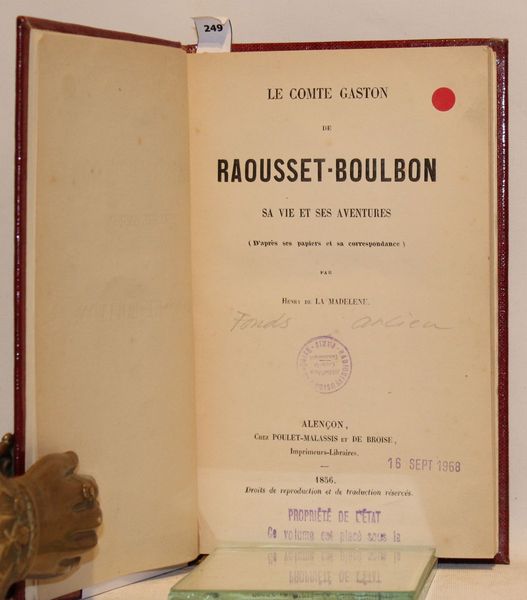 249
LE COMTE GASTON
DE
RAOUSSET-BOULBON
SA VIE ET SES AVENTURES
(D'après ses papiers et sa correspondance)
PAR
HENRY DE LA MADELENE.
Fonds ancien
ALENÇON,
CHEZ POULET-MALASSIS ET DE BROISE,
Imprimeurs-Libraires.
16 SEPT 1968
1856.
Droits de reproduction et de traduction réservés.
PROPRIÉTÉ DE L'ÉTAT
Ce volume est placé sous la